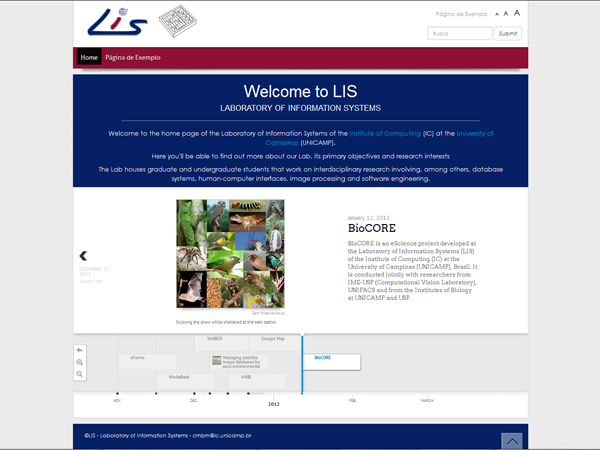 Lis
Página de Exemplo A A A
Busca Submit
Home Página de Exemplo
Welcome to LIS
LABORATORY OF INFORMATION SYSTEMS
Welcome to the home page of the Laboratory of Information Systems of the Institute of Computing (IC) at the University of
Campinas (UNICAMP).
Here you'll be able to find out more about our Lab, its primary objectives and research interests
The Lab houses graduate and undergraduate students that work on interdisciplinary research involving, among others, database
systems, human-computer interfaces, image processing and software engineering.
January 12, 2012
BioCORE
BioCORE is an eScience project developed at
the Laboratory of Information Systems (LIS)
of the Institute of Computing (IC) at the
University of Campinas (UNICAMP), Brazil. It
is conducted jointly with researchers from
IME-USP (Computational Vision Laboratory),
UNIFACS and from the Institutes of Biology
at UNICAMP and USP.
DECEMBER 12,
2011
Google Map
Enjoying the snow while sheltered at the train station
WeBIOS Google Map
eFarms Managing satellite
image databases for
agro-environmental
BioCORE
MediaBank AMIB
NOV DEC 2012 FEB MARCH
©LIS - Laboratory of Information Systems - cmbm@ic.unicamp.br